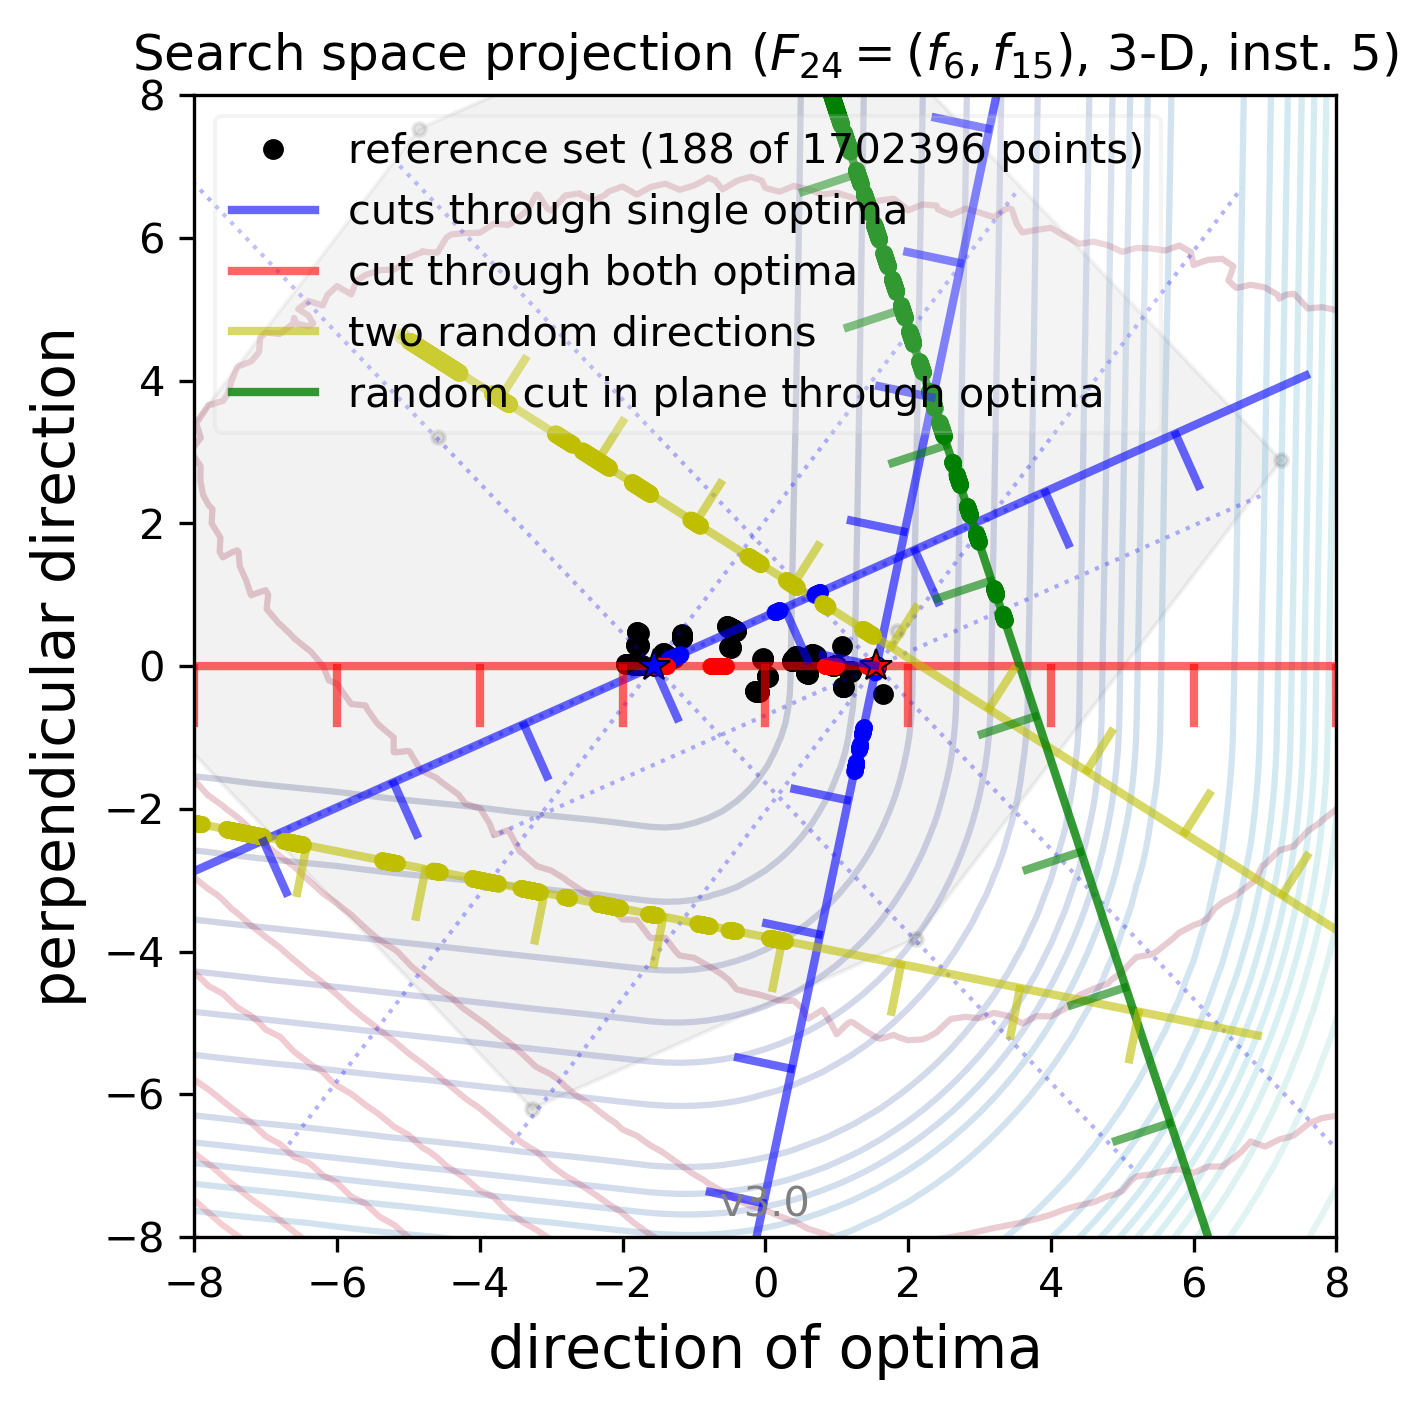 Search space projection (F₂₄ = (f₆, f₁₅), 3-D, inst. 5)
reference set (188 of 1702396 points)
cuts through single optima
cut through both optima
two random directions
random cut in plane through optima
perpendicular direction
8
6
4
2
0
−2
−4
−6
−8
v3.0
−8 −6 −4 −2 0 2 4 6 8
direction of optima